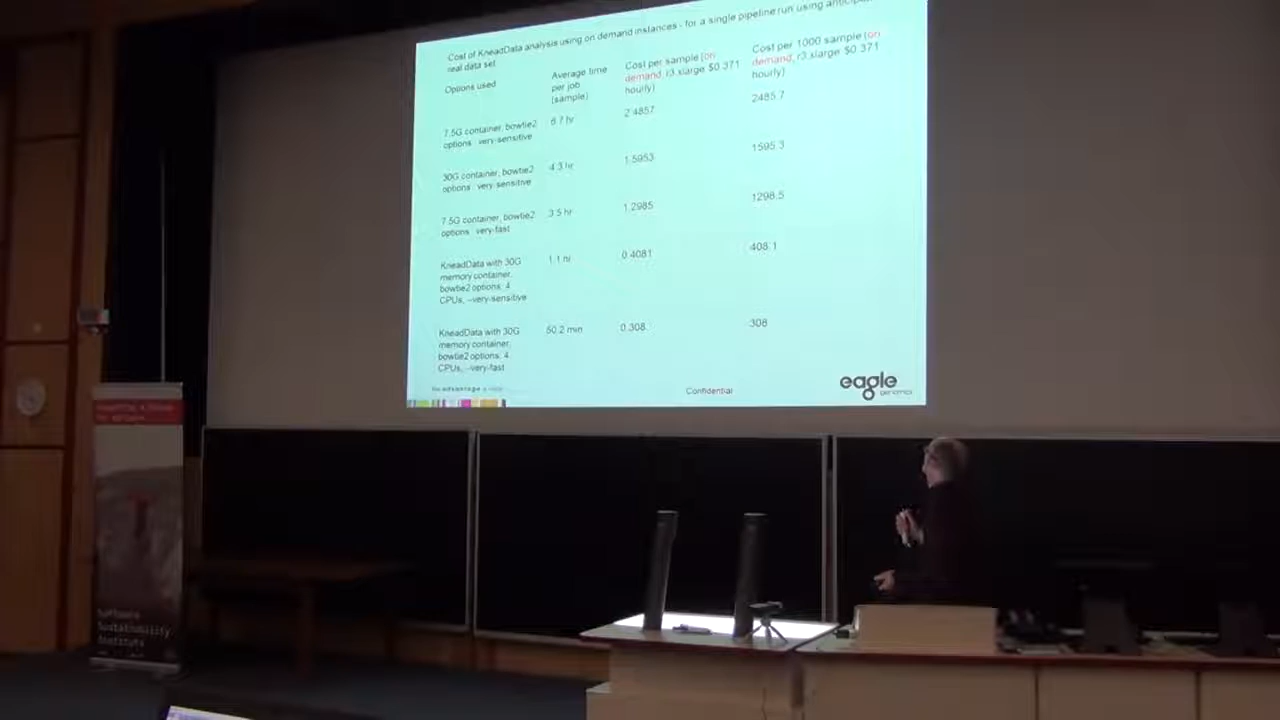 Cost of KneadData analysis using on demand instances - for a single pipeline run using
real data set
Options used
Average time
per job
(sample)
Cost per sample (on
demand, r3.xlarge $0.371
hourly)
Cost per 1000 sample (on
demand, r3.xlarge $0.371
hourly)
7.5G container, bowtie2
options very-sensitive
6.7 hr
2.4857
2485.7
30G container, bowtie2
options very sensitive
4.3 hr
1.5953
1595.3
7.5G container, bowtie2
options very-fast
3.5 hr
1.2985
1298.5
KneadData with 30G
memory container,
bowtie2 options, 4
CPUs, --very-sensitive
1.1 hr
0.4081
408.1
KneadData with 30G
memory container,
bowtie2 options, 4
CPUs, --very-fast
50.2 min
0.308
308
Confidential
eagle
genomics
Software
Sustainability
Institute